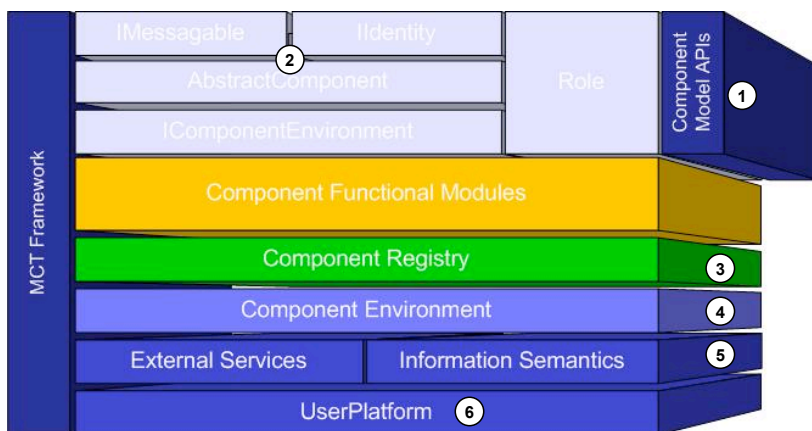 MCT Framework
IMessagable
IIdentity
2
AbstractComponent
IComponentEnvironment
Role
Component
Model APIs
1
Component Functional Modules
Component Registry
3
Component Environment
4
External Services
Information Semantics
5
UserPlatform
6